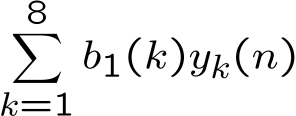 \sum_{k=1}^{8} b_1(k) y_k(n)